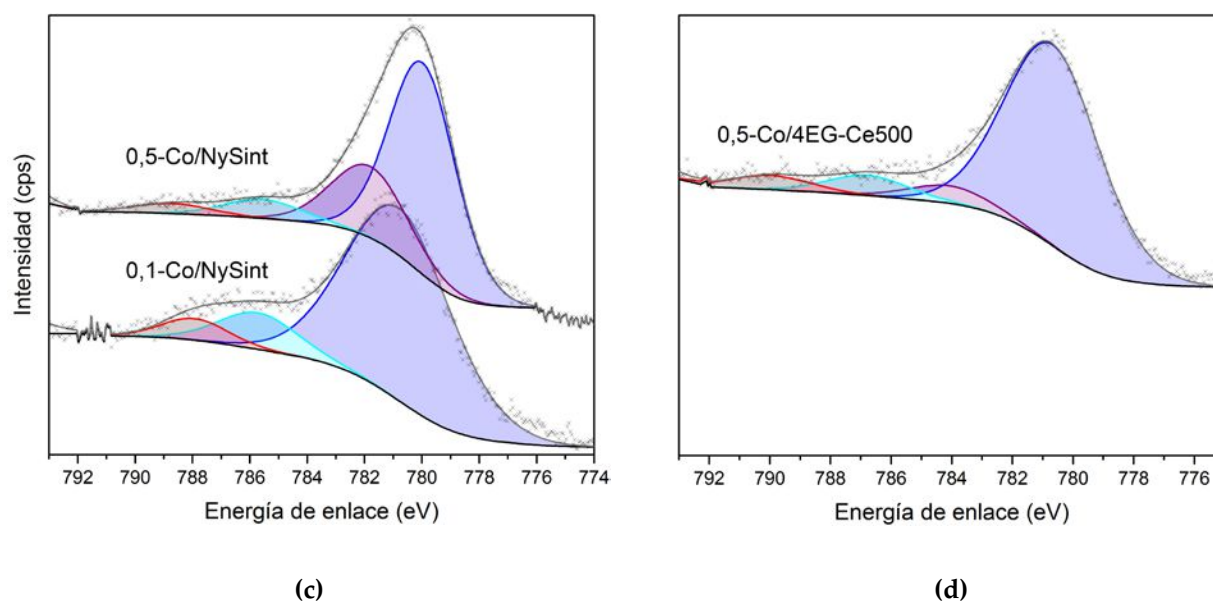 0,5-Co/NySint
0,1-Co/NySint
Intensidad (cps)
792 790 788 786 784 782 780 778 776 774
Energía de enlace (eV)
(c)
0,5-Co/4EG-Ce500
792 790 788 786 784 782 780 778 776
Energía de enlace (eV)
(d)